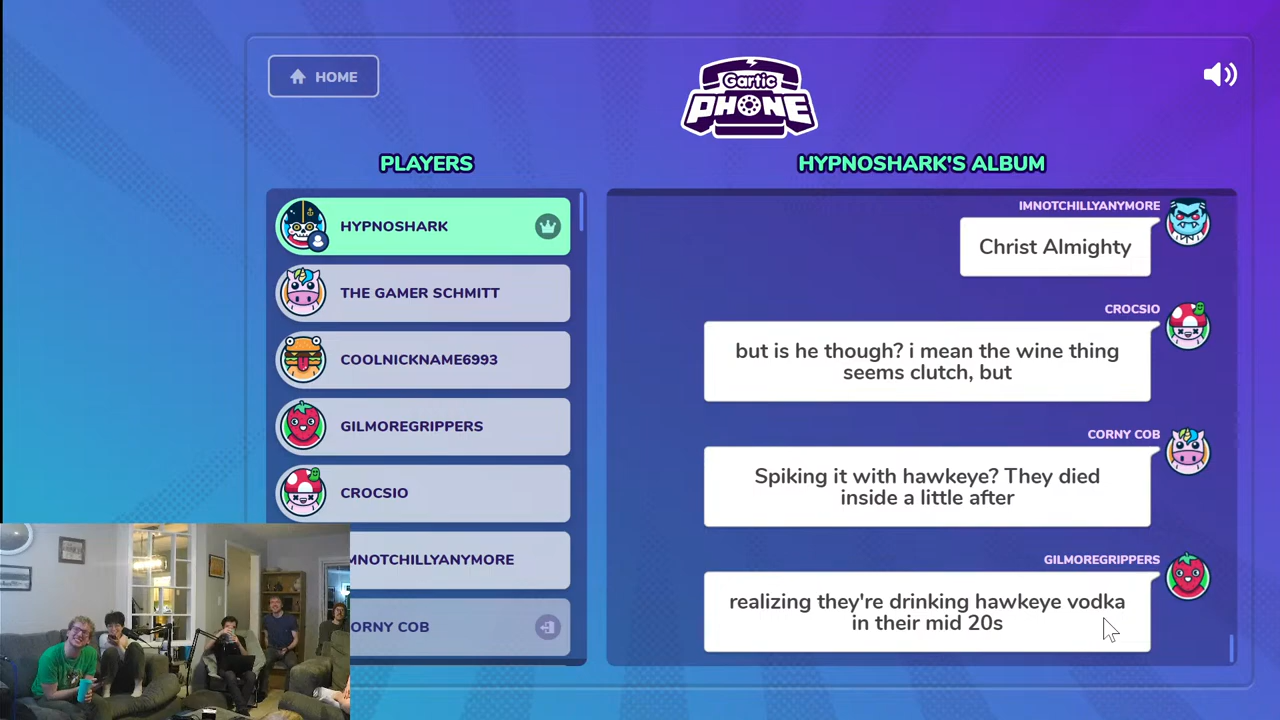 HOME
Gartic
PHONE
PLAYERS
HYPNOSHARK
THE GAMER SCHMITT
COOLNICKNAME6993
GILMOREGRIPPERS
CROCSIO
MNOTCHILLYANYMORE
ORNY COB
HYPNOSHARK'S ALBUM
IMNOTCHILLYANYMORE
Christ Almighty
CROCSIO
but is he though? i mean the wine thing
seems clutch, but
CORNY COB
Spiking it with hawkeye? They died
inside a little after
GILMOREGRIPPERS
realizing they're drinking hawkeye vodka
in their mid 20s